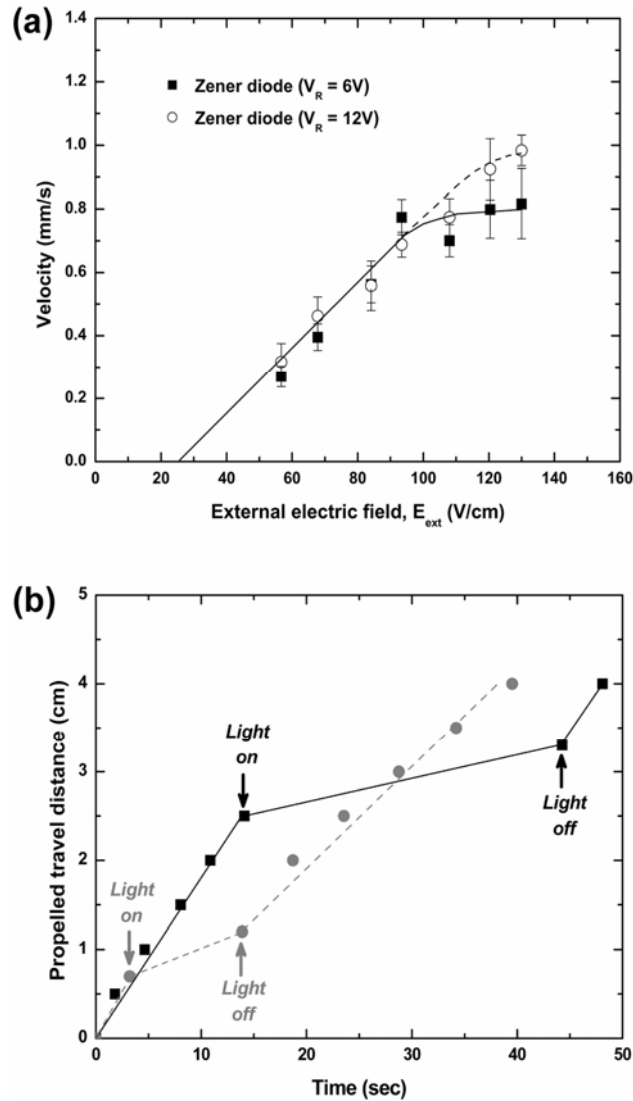 (a)
1.4
1.2
1.0
0.8
0.6
0.4
0.2
0.0
Velocity (mm/s)
Zener diode (V_R = 6V)
Zener diode (V_R = 12V)
0 20 40 60 80 100 120 140 160
External electric field, E_ext (V/cm)
(b)
5
4
3
2
1
0
Propelled travel distance (cm)
Light
on
Light
off
Light
on
Light
off
0 10 20 30 40 50
Time (sec)